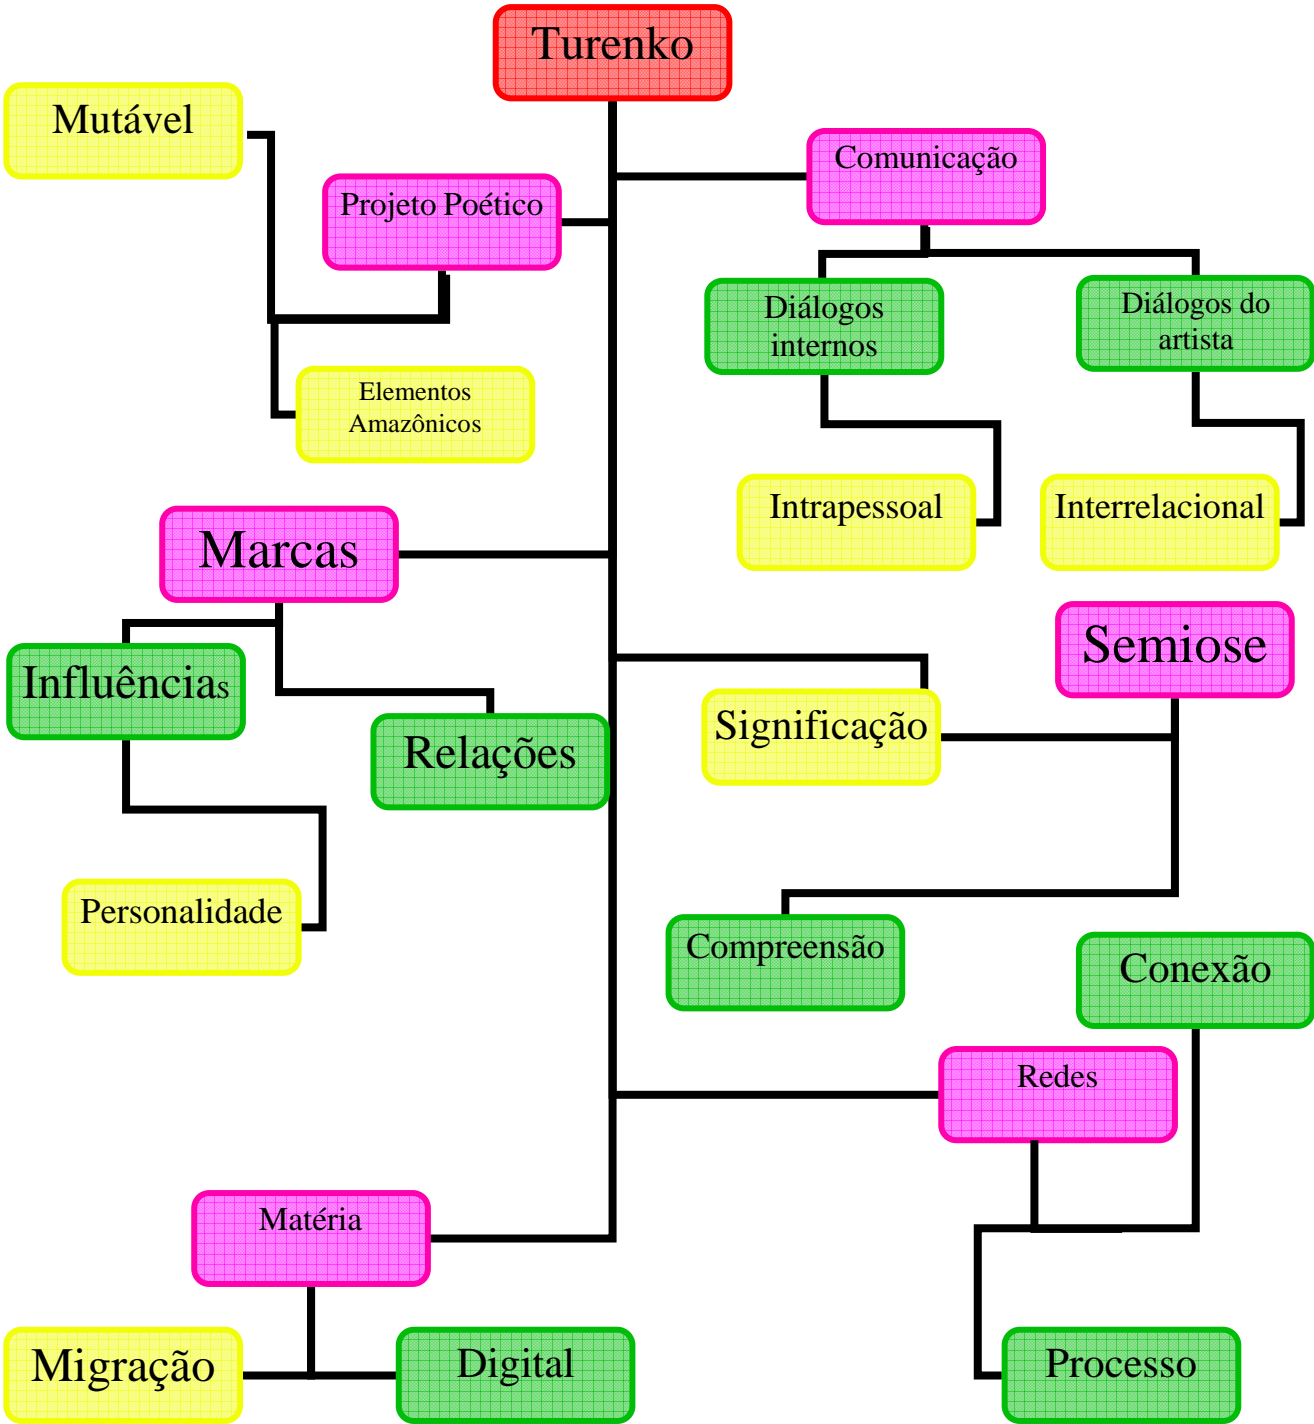 Turenko
Mutável
Comunicação
Projeto Poético
Diálogos
internos
Diálogos do
artista
Elementos
Amazônicos
Intrapessoal
Interrelacional
Marcas
Semiose
Influências
Significação
Relações
Personalidade
Compreensão
Conexão
Redes
Matéria
Migração
Digital
Processo